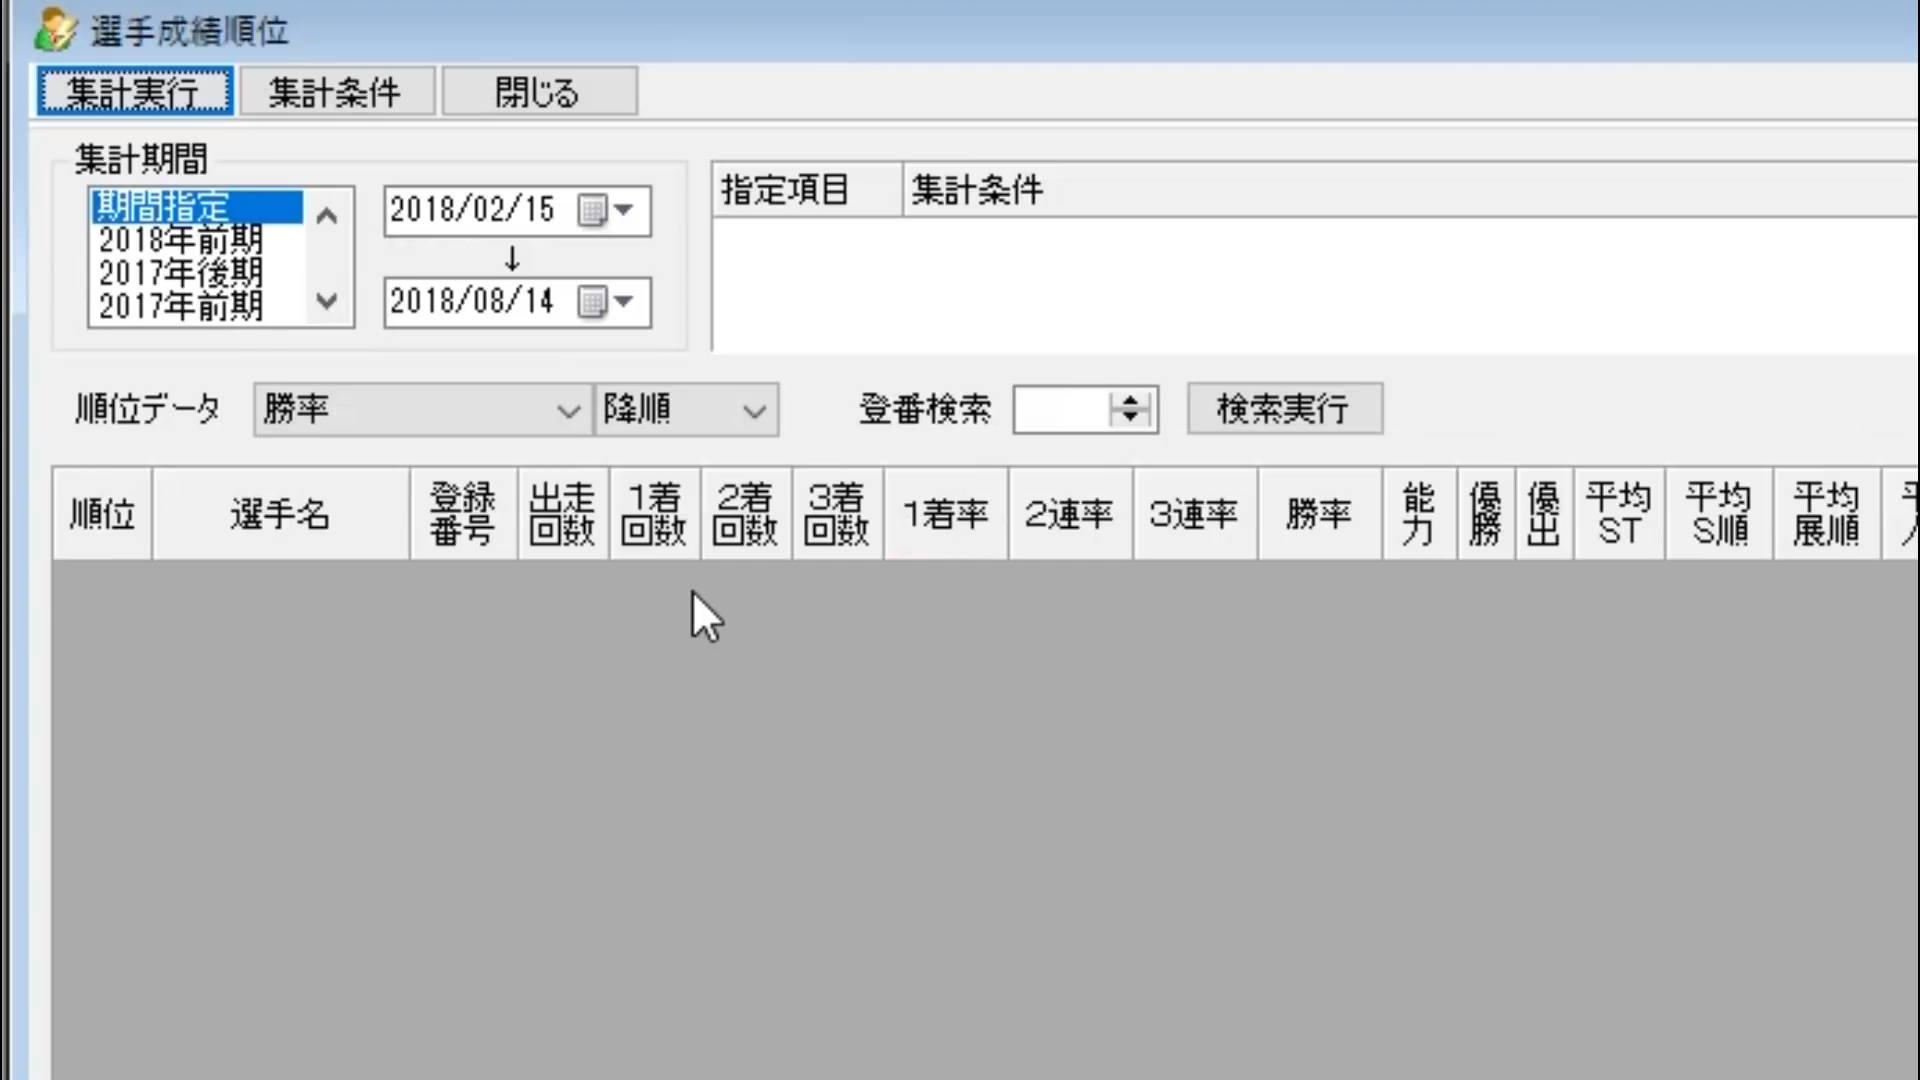 選手成績順位
集計実行 集計条件 閉じる
集計期間
期間指定
2018年前期
2017年後期
2017年前期
2018/02/15
↓
2018/08/14
指定項目 集計条件
順位データ 勝率 降順 登番検索 検索実行
順位 選手名 登録番号 出走回数 1着回数 2着回数 3着回数 1着率 2連率 3連率 勝率 能力 優勝 優出 平均ST 平均S順 平均展順